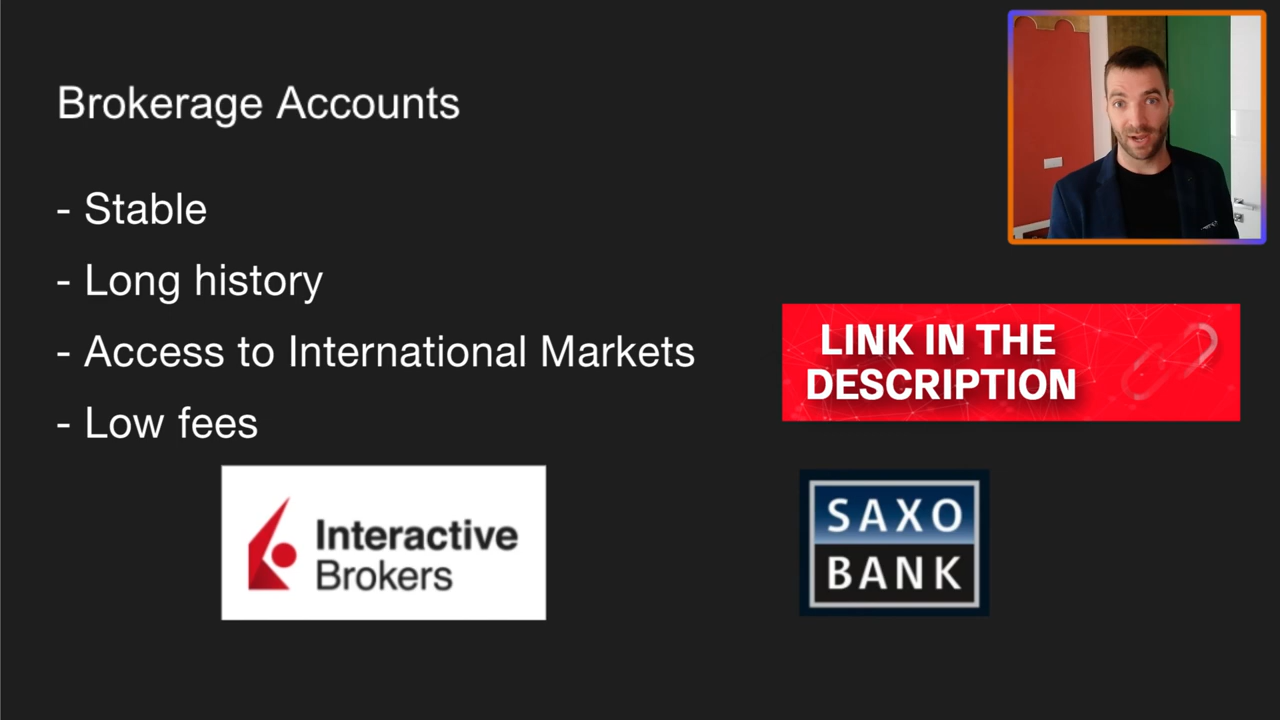 Brokerage Accounts
- Stable
- Long history
- Access to International Markets
- Low fees
LINK IN THE
DESCRIPTION
Interactive
Brokers
SAXO
BANK